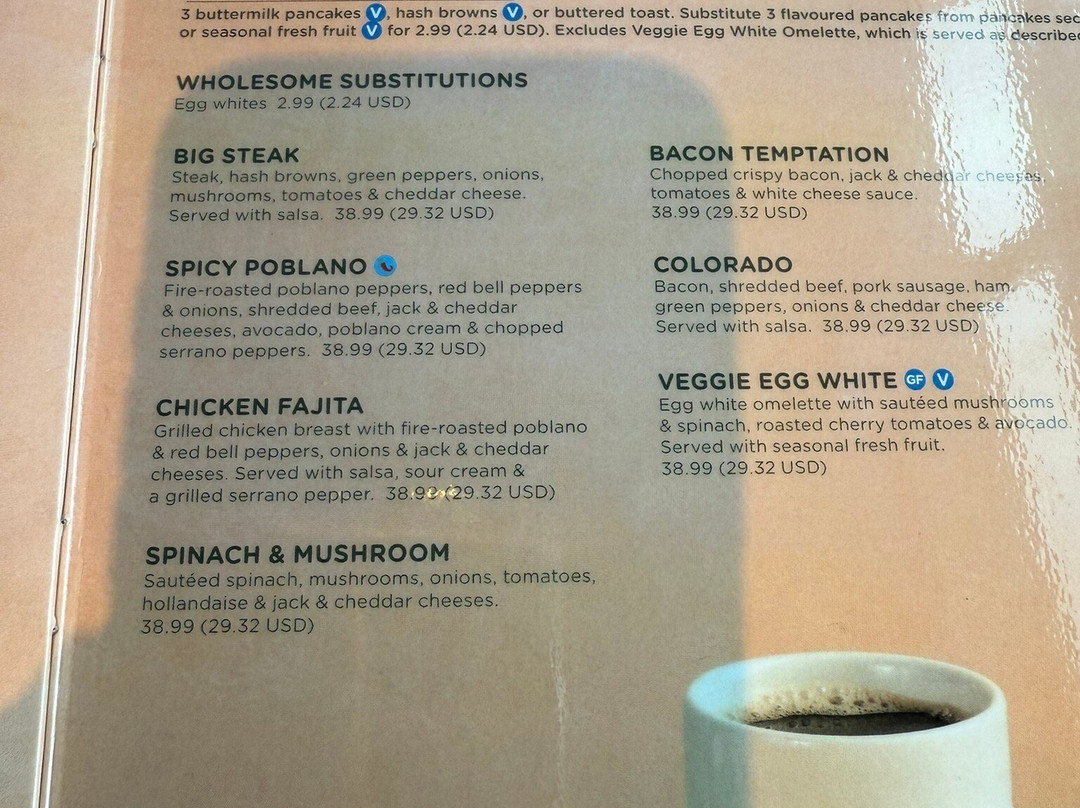 3 buttermilk pancakes V, hash browns V, or buttered toast. Substitute 3 flavoured pancakes from pancakes sec
or seasonal fresh fruit V for 2.99 (2.24 USD). Excludes Veggie Egg White Omelette, which is served as described
WHOLESOME SUBSTITUTIONS
Egg whites 2.99 (2.24 USD)
BIG STEAK
Steak, hash browns, green peppers, onions,
mushrooms, tomatoes & cheddar cheese.
Served with salsa. 38.99 (29.32 USD)
SPICY POBLANO
Fire-roasted poblano peppers, red bell peppers
& onions, shredded beef, jack & cheddar
cheeses, avocado, poblano cream & chopped
serrano peppers. 38.99 (29.32 USD)
CHICKEN FAJITA
Grilled chicken breast with fire-roasted poblano
& red bell peppers, onions & jack & cheddar
cheeses. Served with salsa, sour cream &
a grilled serrano pepper. 38.99 (29.32 USD)
SPINACH & MUSHROOM
Sautéed spinach, mushrooms, onions, tomatoes,
hollandaise & jack & cheddar cheeses.
38.99 (29.32 USD)
BACON TEMPTATION
Chopped crispy bacon, jack & cheddar cheeses,
tomatoes & white cheese sauce.
38.99 (29.32 USD)
COLORADO
Bacon, shredded beef, pork sausage, ham,
green peppers, onions & cheddar cheese.
Served with salsa. 38.99 (29.32 USD)
VEGGIE EGG WHITE GF V
Egg white omelette with sautéed mushrooms
& spinach, roasted cherry tomatoes & avocado.
Served with seasonal fresh fruit.
38.99 (29.32 USD)